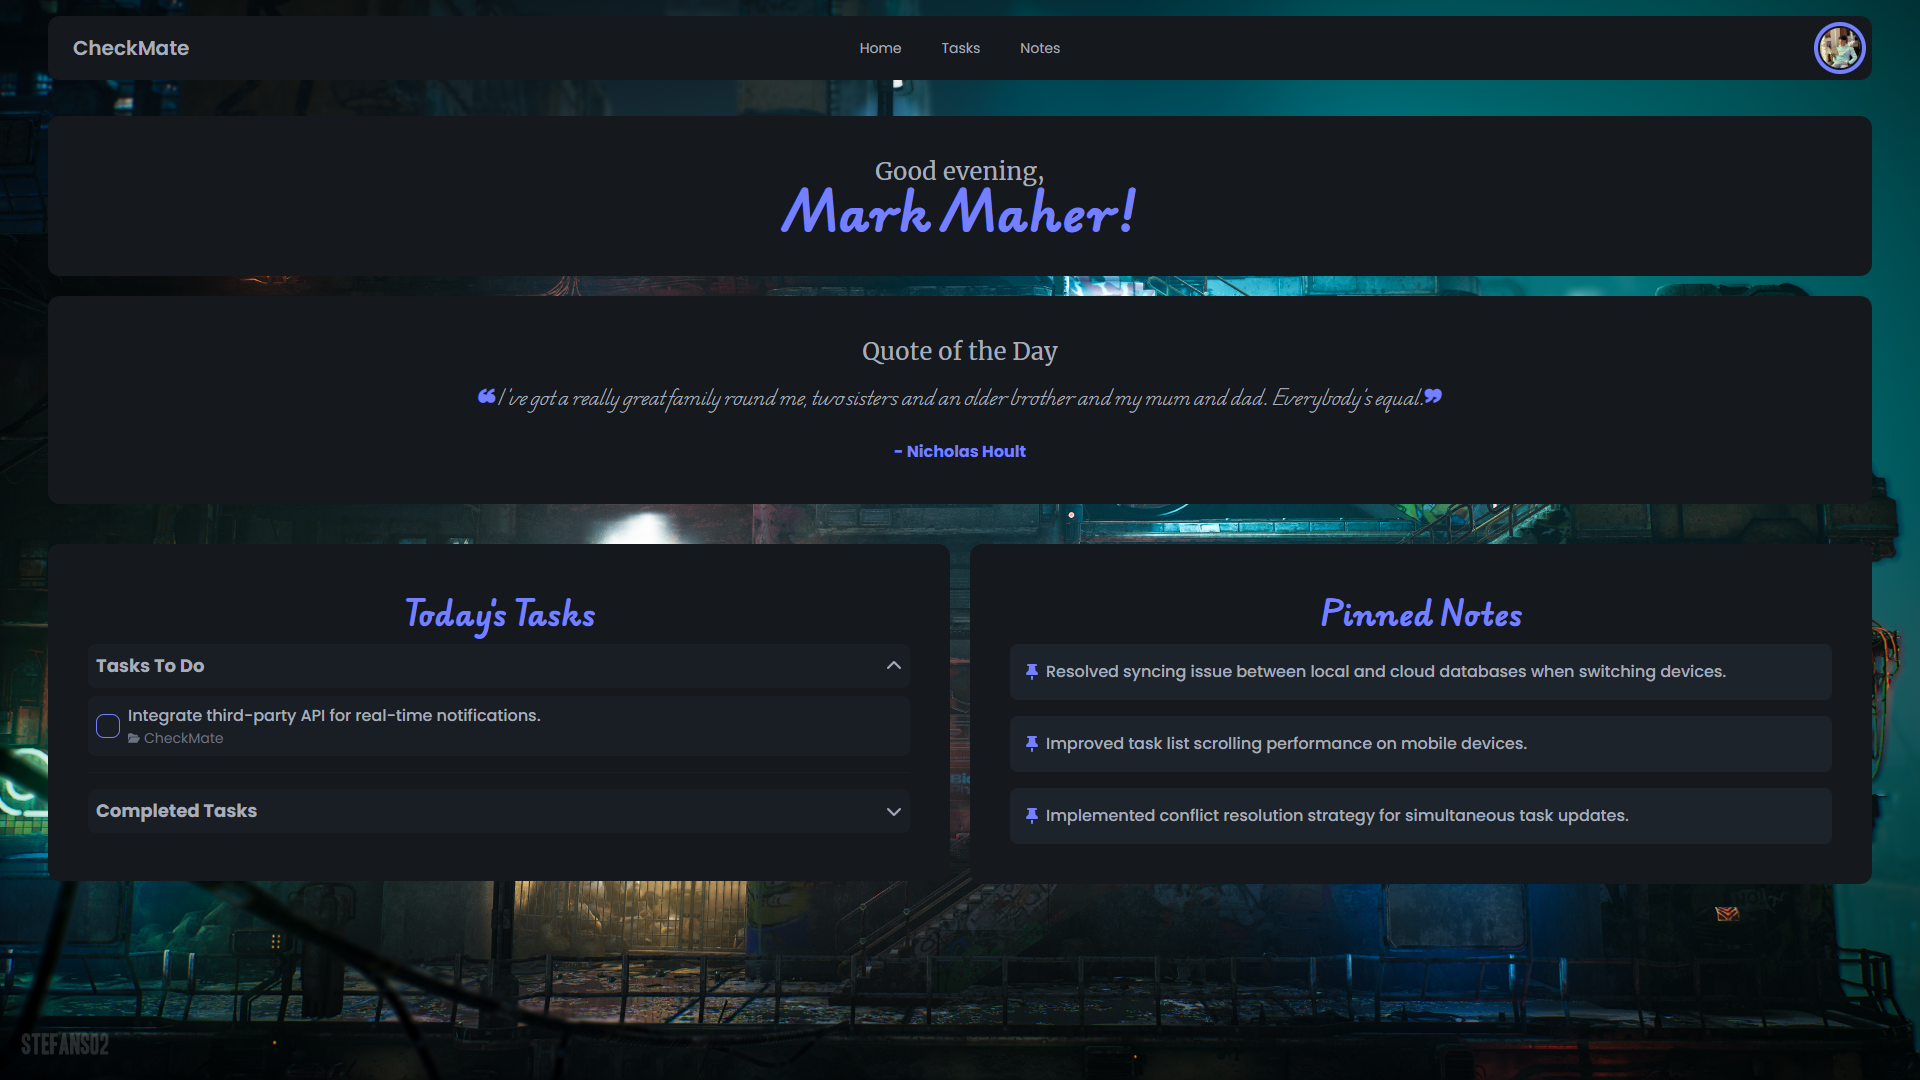 CheckMate
Home
Tasks
Notes
Good evening,
Mark Maher!
Quote of the Day
❝I've got a really great family round me, two sisters and an older brother and my mum and dad. Everybody's equal.❞
- Nicholas Hoult
Today's Tasks
Tasks To Do
Integrate third-party API for real-time notifications.
CheckMate
Completed Tasks
Pinned Notes
Resolved syncing issue between local and cloud databases when switching devices.
Improved task list scrolling performance on mobile devices.
Implemented conflict resolution strategy for simultaneous task updates.
STEFANS02